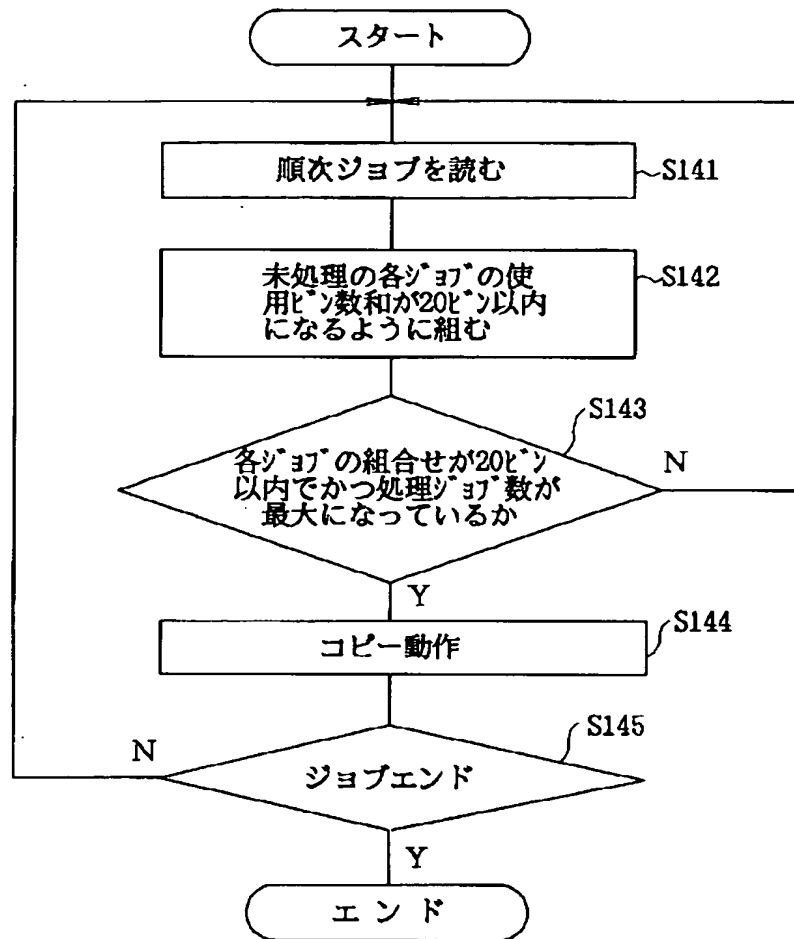 スタート
順次ジョブを読む
S141
未処理の各ｼﾞｮﾌﾞの使
用ﾋﾞﾝ数和が20ﾋﾞﾝ以内
になるように組む
S142
S143
各ｼﾞｮﾌﾞの組合せが20ﾋﾞﾝ
以内でかつ処理ｼﾞｮﾌﾞ数が
最大になっているか
N
Y
コピー動作
S144
S145
N
ジョブエンド
Y
エンド